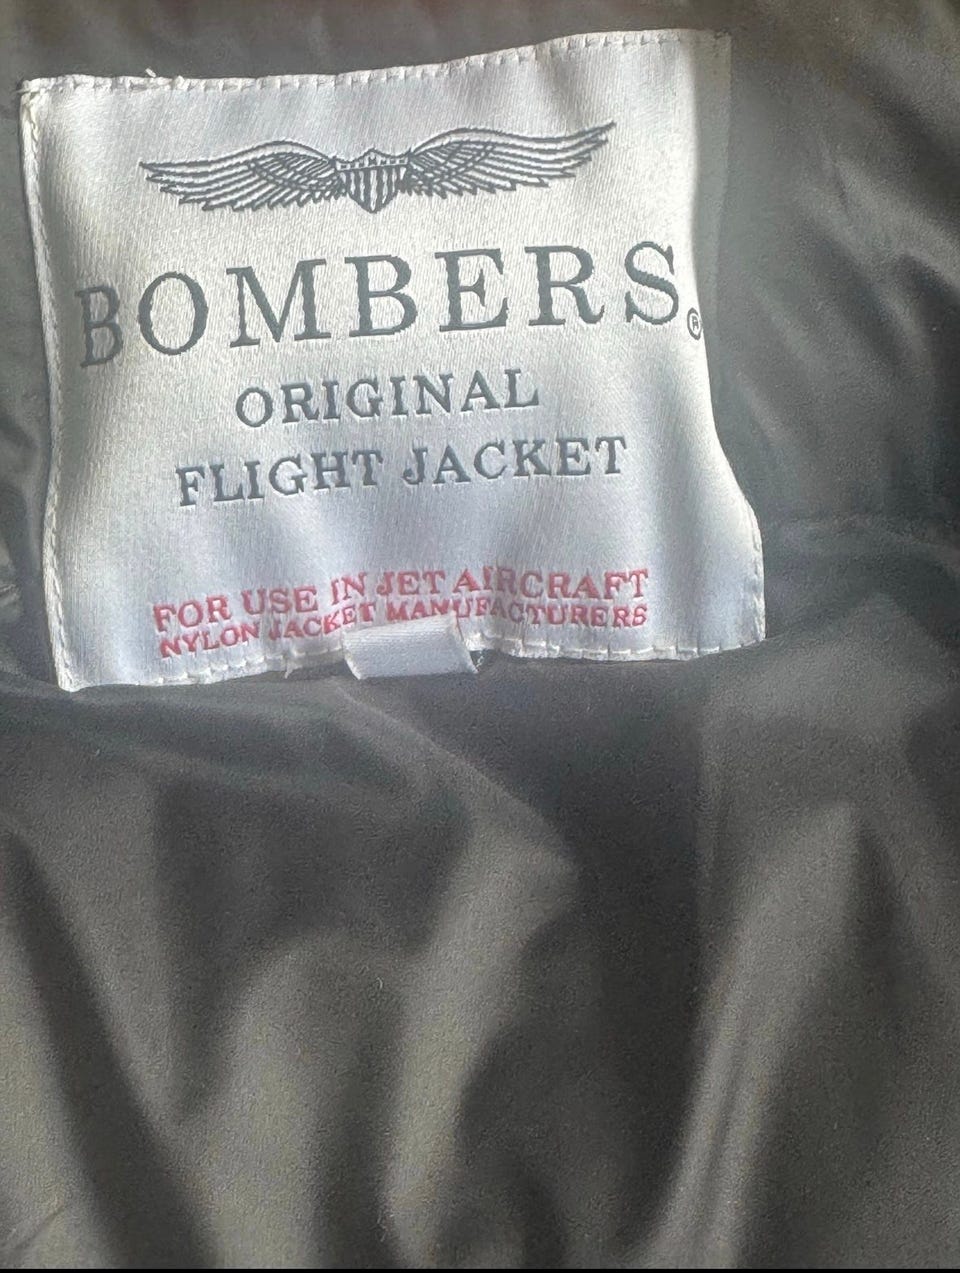 BOMBERS®
ORIGINAL
FLIGHT JACKET
FOR USE IN JET AIRCRAFT
NYLON JACKET MANUFACTURERS